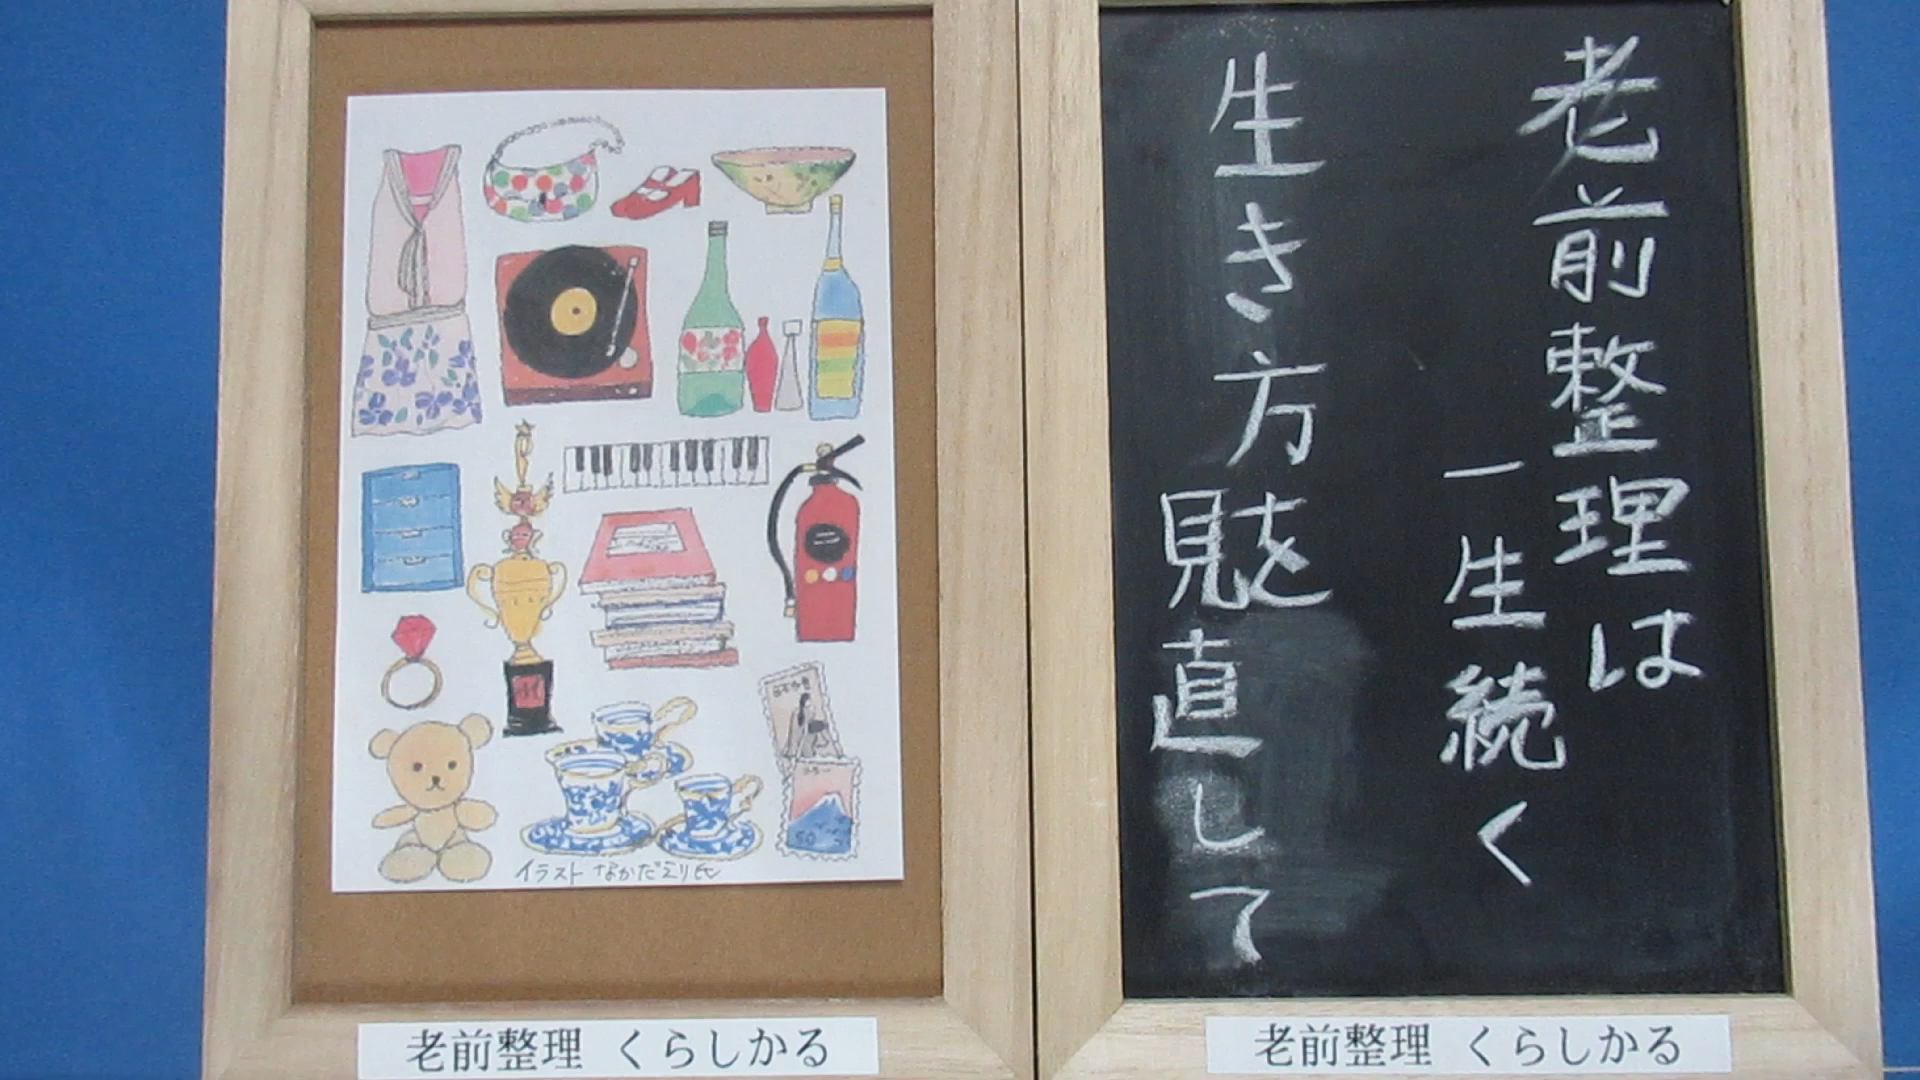 老前整理は
一生続く
生き方を見直して
イラスト なかだえり氏
50
老前整理 くらしかる
老前整理 くらしかる